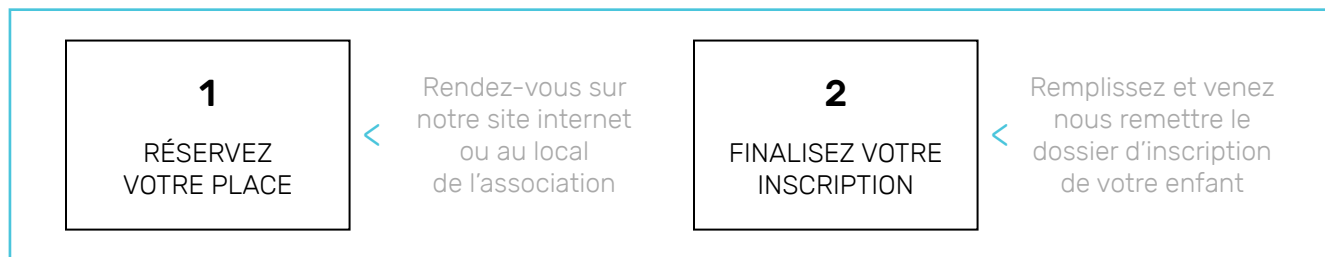 1
RÉSERVEZ
VOTRE PLACE
<
Rendez-vous sur
notre site internet
ou au local
de l'association
2
FINALISEZ VOTRE
INSCRIPTION
<
Remplissez et venez
nous remettre le
dossier d'inscription
de votre enfant